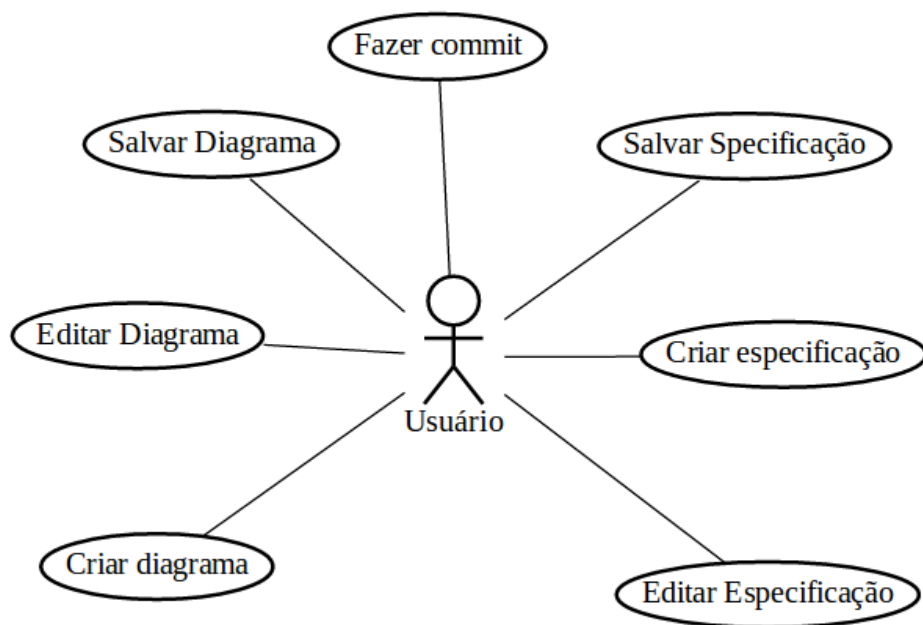 Fazer commit
Salvar Diagrama
Salvar Specificação
Editar Diagrama
Criar especificação
Usuário
Criar diagrama
Editar Especificação